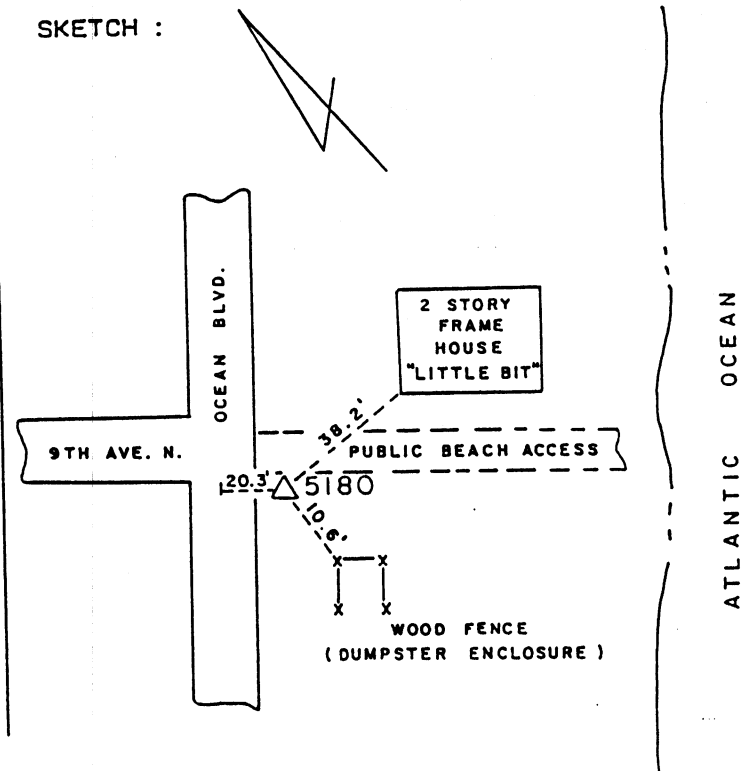 SKETCH :
OCEAN BLVD.
2 STORY
FRAME
HOUSE
"LITTLE BIT"
ATLANTIC OCEAN
9TH AVE. N.
38.2'
PUBLIC BEACH ACCESS
20.3'
5180
10.6'
x x
x x
WOOD FENCE
( DUMPSTER ENCLOSURE )